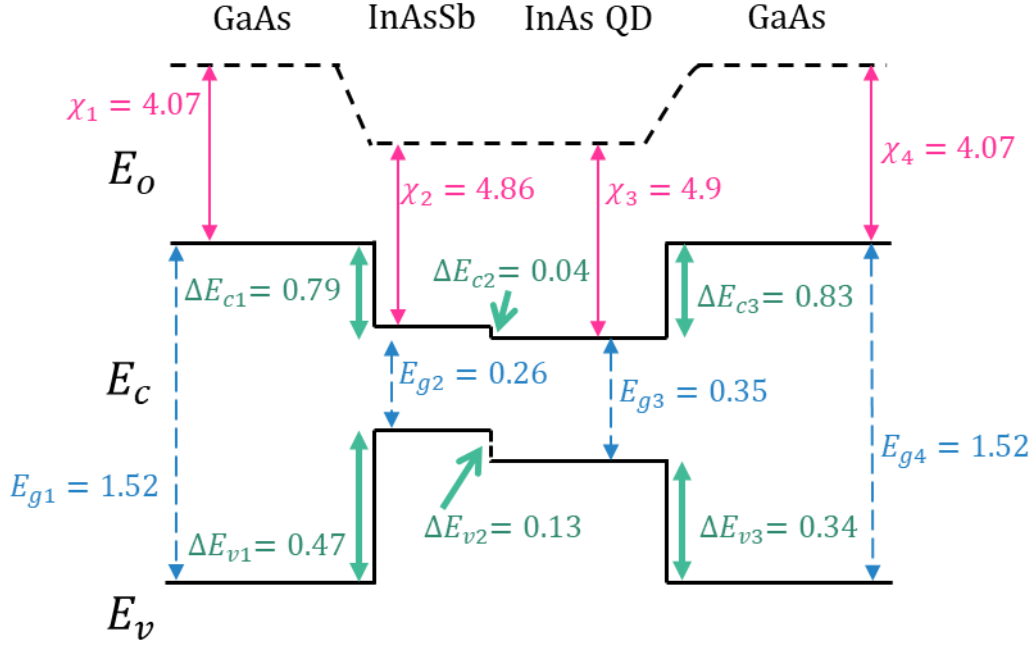 GaAs InAsSb InAs QD GaAs
χ₁ = 4.07
χ₄ = 4.07
Eₒ
χ₂ = 4.86 χ₃ = 4.9
ΔE_c1= 0.79 ΔE_c2= 0.04 ΔE_c3= 0.83
E_c
E_g2 = 0.26
E_g3 = 0.35
E_g1 = 1.52
E_g4 = 1.52
ΔE_v1= 0.47 ΔE_v2= 0.13 ΔE_v3= 0.34
E_v